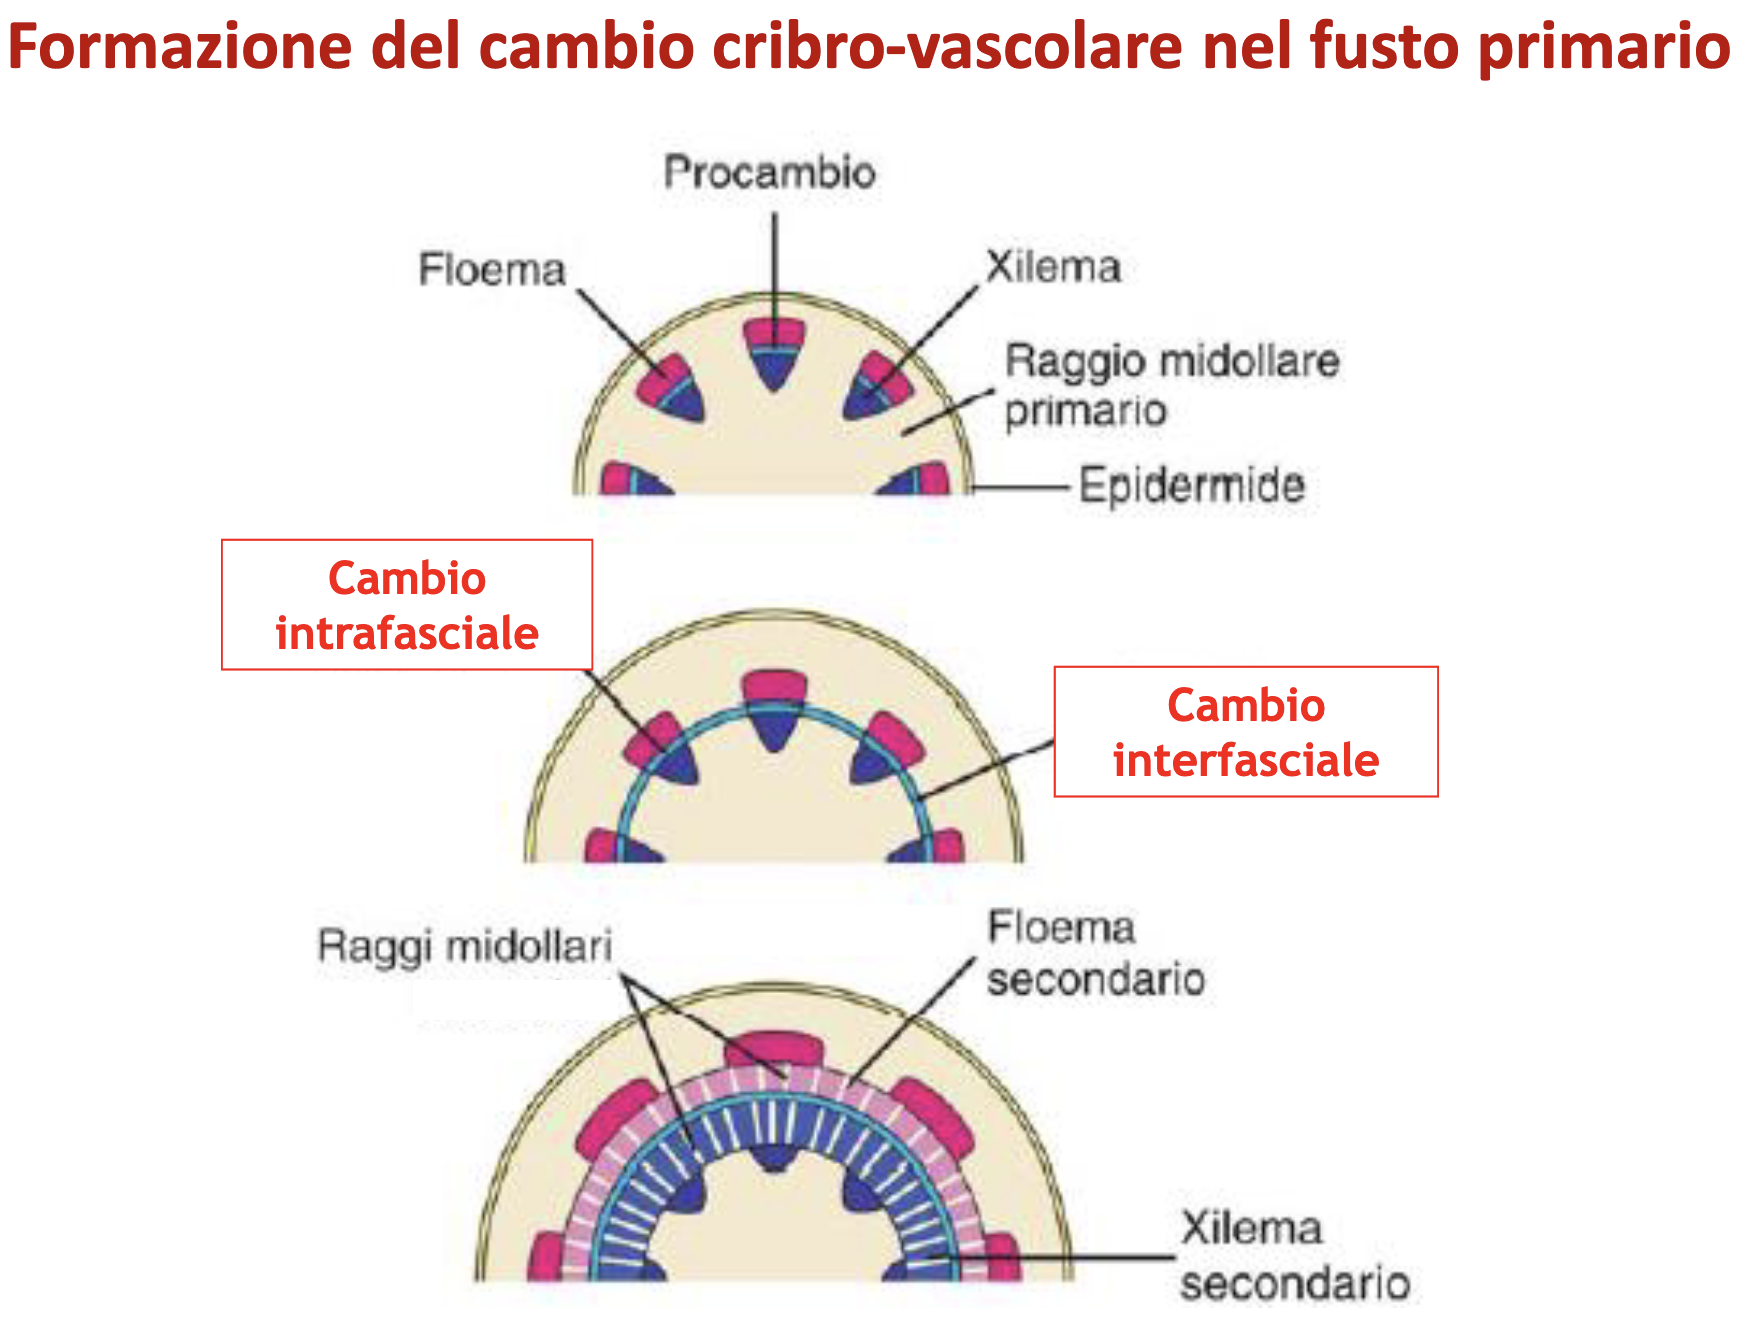 Formazione del cambio cribro-vascolare nel fusto primario
Procambio
Floema
Xilema
Raggio midollare
primario
Epidermide
Cambio
intrafasciale
Cambio
interfasciale
Raggi midollari
Floema
secondario
Xilema
secondario